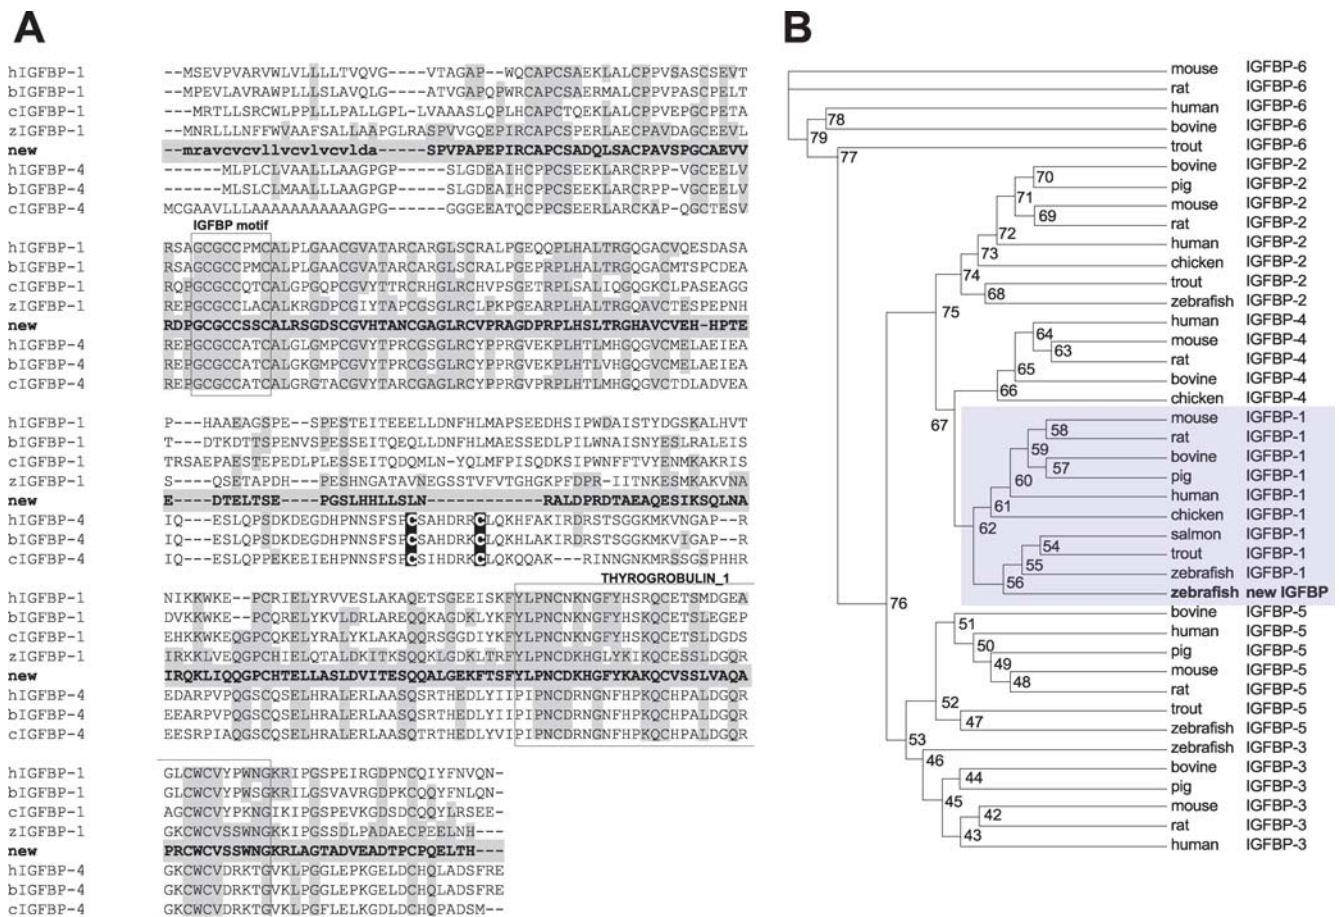 A
hIGFBP-1 --MSEVPVARVWLVLLLLTVQVG----VTAGAP--WQCAPCSAEKLALCPPVSASCSEVT
bIGFBP-1 --MPEVLAVRAWPLLLSLAVQLG----ATVGAPQPWRCAPCSAERMALCPPVPASCPELT
cIGFBP-1 ---MRTLLSRCWLPPLLLPALLGPL-LVAAASLQPLHCAPCTQEKLALCPPVEPGCPETA
zIGFBP-1 ---MNRLLLNFFWVAAFSALLAAPGLRASPVVGQEPIRCAPCSPERLAECPAVDAGCEEVL
new --mravcvcvllvcvlvcvlda-----SPVPAPEPIRCAPCSADQLSACPAVSPGCAEVV
hIGFBP-4 ------MLPLCLVAALLLAAGPGP----SLGDEAIHCPPCSEEKLARCRPP-VGCEELV
bIGFBP-4 ------MLSLCLMAALLLAAGPGP----SLGDEAIHCPPCSEEKLARCRPP-VGCEELV
cIGFBP-4 MCGAAVLLLAAAAAAAAAAGPG------GGGEEATQCPPCSEERLARCKAP-QGCTESV
IGFBP motif
hIGFBP-1 RSAGCGCCPMCALPLGAACGVATARCARGLSCRALPGEQQPLHALTRGQGACVQESDASA
bIGFBP-1 RSAGCGCCPMCALPLGAACGVATARCARGLSCRALPGEPRPLHALTRGQGACMTSPCDEA
cIGFBP-1 RQPGCGCCQTCALGPGQPCGVYTTRCRHGLRCHVPSGETRPLSALIQGQGKCLPASEAGG
zIGFBP-1 REPGCGCCLACALKRGDPCGIYTAPCGSGLRCLPKPGEARPLHALTRGQAVCTESPEPNH
new RDPGCGCCSSCALRSGDSCGVHTANCGAGLRCVPRAGDPRPLHSLTRGHAVCVEH-HPTE
hIGFBP-4 REPGCGCCATCALGLGMPCGVYTPRCGSGLRCYPPRGVEKPLHTLMHGQGVCMELAEIEA
bIGFBP-4 REPGCGCCATCALGKGMPCGVYTPRCGSGLRCYPPRGVEKPLHTLMHGQGVCMELAEIEA
cIGFBP-4 REPGCGCCATCALGRGTACGVYTARCGSGLRCYPPRGVPRPLHTLMHGQGVCTDLADVEA
hIGFBP-1 P---HAAEAGSPE--SPESTEITEEELLDNFHLMAPSEEDHSIPWDAISTYDGSKALHVT
bIGFBP-1 T---DTKDTTSPENVSPESSEITQEQLLDNFHLMAESSEDLPILWNAISNYESLRALEIS
cIGFBP-1 TRSAEPAESTEPEDLPLESSEITQDQMLN-YQLMFPISQDKSIPWNFFTVYENMKAKRIS
zIGFBP-1 S---QSETAPDH--PESHNGATAVNEGSSTVFVTGHGKPFDPR--IITNSMESMKAKVNA
new E----DTELTSE---PGSLHHLLSLN------------RALDPRDTAEAQESIKSQLNA
hIGFBP-4 IQ---ESLQPSDKDEGDHPNNSFSPCSAHDRRCLQKHFAKIRDRSTSGGKMKVNGAP--R
bIGFBP-4 IQ---ESLQPSDKDEGDHPNNSFSPCSIHDRKCLQKHLAKIRDRSTSGGKMKVIGAP--R
cIGFBP-4 IQ---ESLQPPEKEEIEHPNNSFSPCSIHDRKCLQKQQAK---RINNGNKMRSSGSPHHR
THYROGROBULIN_1
hIGFBP-1 NIKKWKE--PCRIELYRVVESLAKAQETSGEEISKFYLPNCNKNGFYHSRQCETSMDGEA
bIGFBP-1 DVKKWKE--PCQRELYKVLDRLAREQQKAGDKLYKFYLPNCNKNGFYHSKQCETSLEGEP
cIGFBP-1 EHKKWKEQGPCQKELYRALYKLAKAQQRSGGDIYKFYLPNCNKNGFYHSKQCETSLDGDS
zIGFBP-1 IRKKLVEQGPCHIELQTALDKITKSQQKLGDKLTRFYLPNCDKHGLYKIKQCESSLDGQR
new IRQKLIQQGPCHTELLASLDVITESQQALGEKFTSFYLPNCDKHGFYKAKQCVSSLVAQA
hIGFBP-4 EDARPVPQGSCQSELHRALERLAASQSRTHEDLYIIPIPNCDRNGNFHPKQCHPALDGQR
bIGFBP-4 EEARPVPQGSCQSELHRALERLAASQSRTHEDLYIIPIPNCDRNGNFHPKQCHPALDGQR
cIGFBP-4 EESRPIAQGSCQSELHRALERLAASQTRTHEDLYVIPIPNCDRNGNFHPKQCHPALDGQR
hIGFBP-1 GLCWCVYPWNGKRIPGSPEIRGDPNCQIYFNVQN-
bIGFBP-1 GLCWCVYPWSGKRILGSVAVRGDPKCQQYFNLQN-
cIGFBP-1 AGCWCVYPKNGIKIPGSPEVKGDSDCQQYLRSEE-
zIGFBP-1 GKCWCVSSWNGKKIPGSSDLPADAECPEELNH---
new PRCWCVSSWNGKRLAGTADVEADTPCPQELTH---
hIGFBP-4 GKCWCVDRKTGVKLPGGLEPKGELDCHQLADSFRE
bIGFBP-4 GKCWCVDRKTGVKLPGGLEPKGELDCHQLADSFRE
cIGFBP-4 GKCWCVDRKTGVKLPGFLELKGDLDCHQLADSM--
B
mouse IGFBP-6
rat IGFBP-6
human IGFBP-6
78
bovine IGFBP-6
79
trout IGFBP-6
77
bovine IGFBP-2
70
pig IGFBP-2
71
mouse IGFBP-2
69
rat IGFBP-2
72
human IGFBP-2
73
chicken IGFBP-2
74
trout IGFBP-2
68
zebrafish IGFBP-2
75
human IGFBP-4
64
mouse IGFBP-4
63
rat IGFBP-4
65
bovine IGFBP-4
66
chicken IGFBP-4
67
mouse IGFBP-1
58
rat IGFBP-1
59
bovine IGFBP-1
57
pig IGFBP-1
60
human IGFBP-1
61
chicken IGFBP-1
62
salmon IGFBP-1
54
trout IGFBP-1
55
zebrafish IGFBP-1
56
zebrafish new IGFBP
76
bovine IGFBP-5
51
human IGFBP-5
50
pig IGFBP-5
49
mouse IGFBP-5
48
rat IGFBP-5
52
trout IGFBP-5
47
zebrafish IGFBP-5
53
zebrafish IGFBP-3
46
bovine IGFBP-3
44
pig IGFBP-3
45
mouse IGFBP-3
42
rat IGFBP-3
43
human IGFBP-3